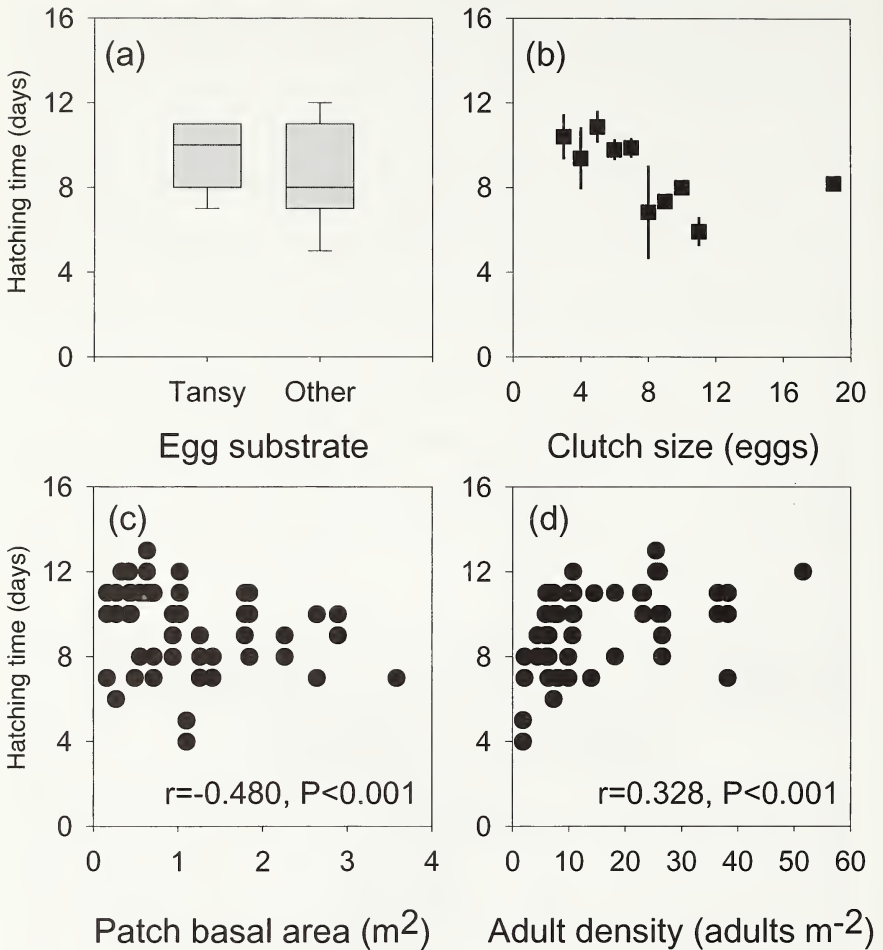 16
(a)
12
8
4
0
Hatching time (days)
Tansy Other
Egg substrate
16
(b)
12
8
4
0
0 4 8 12 16 20
Clutch size (eggs)
16
(c)
12
8
4
0
Hatching time (days)
r=-0.480, P<0.001
0 1 2 3 4
Patch basal area (m²)
16
(d)
12
8
4
0
r=0.328, P<0.001
0 10 20 30 40 50 60
Adult density (adults m⁻²)